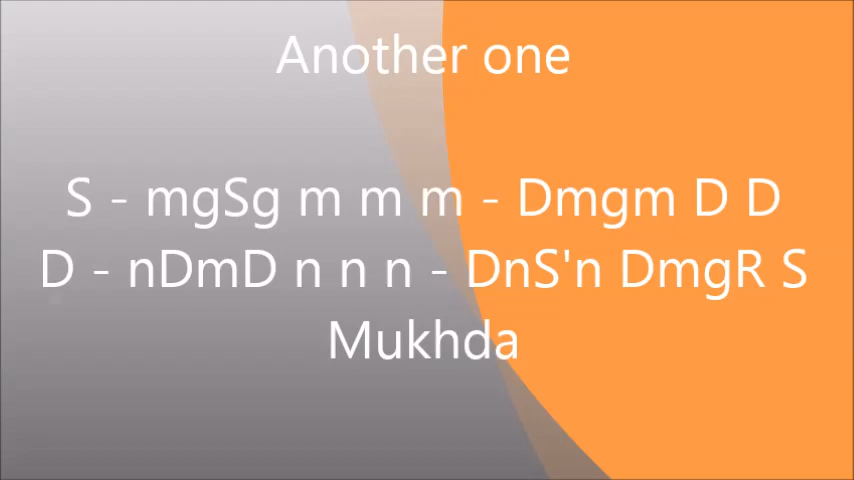 Another one
S - mgSg m m m - Dmgm D D
D - nDmD n n n - DnS'n DmgR S
Mukhda